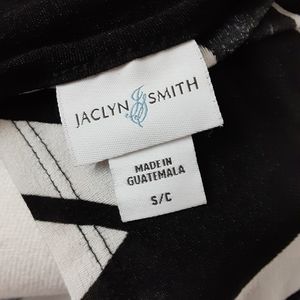 JACLYN SMITH
MADE IN
GUATEMALA
S/C